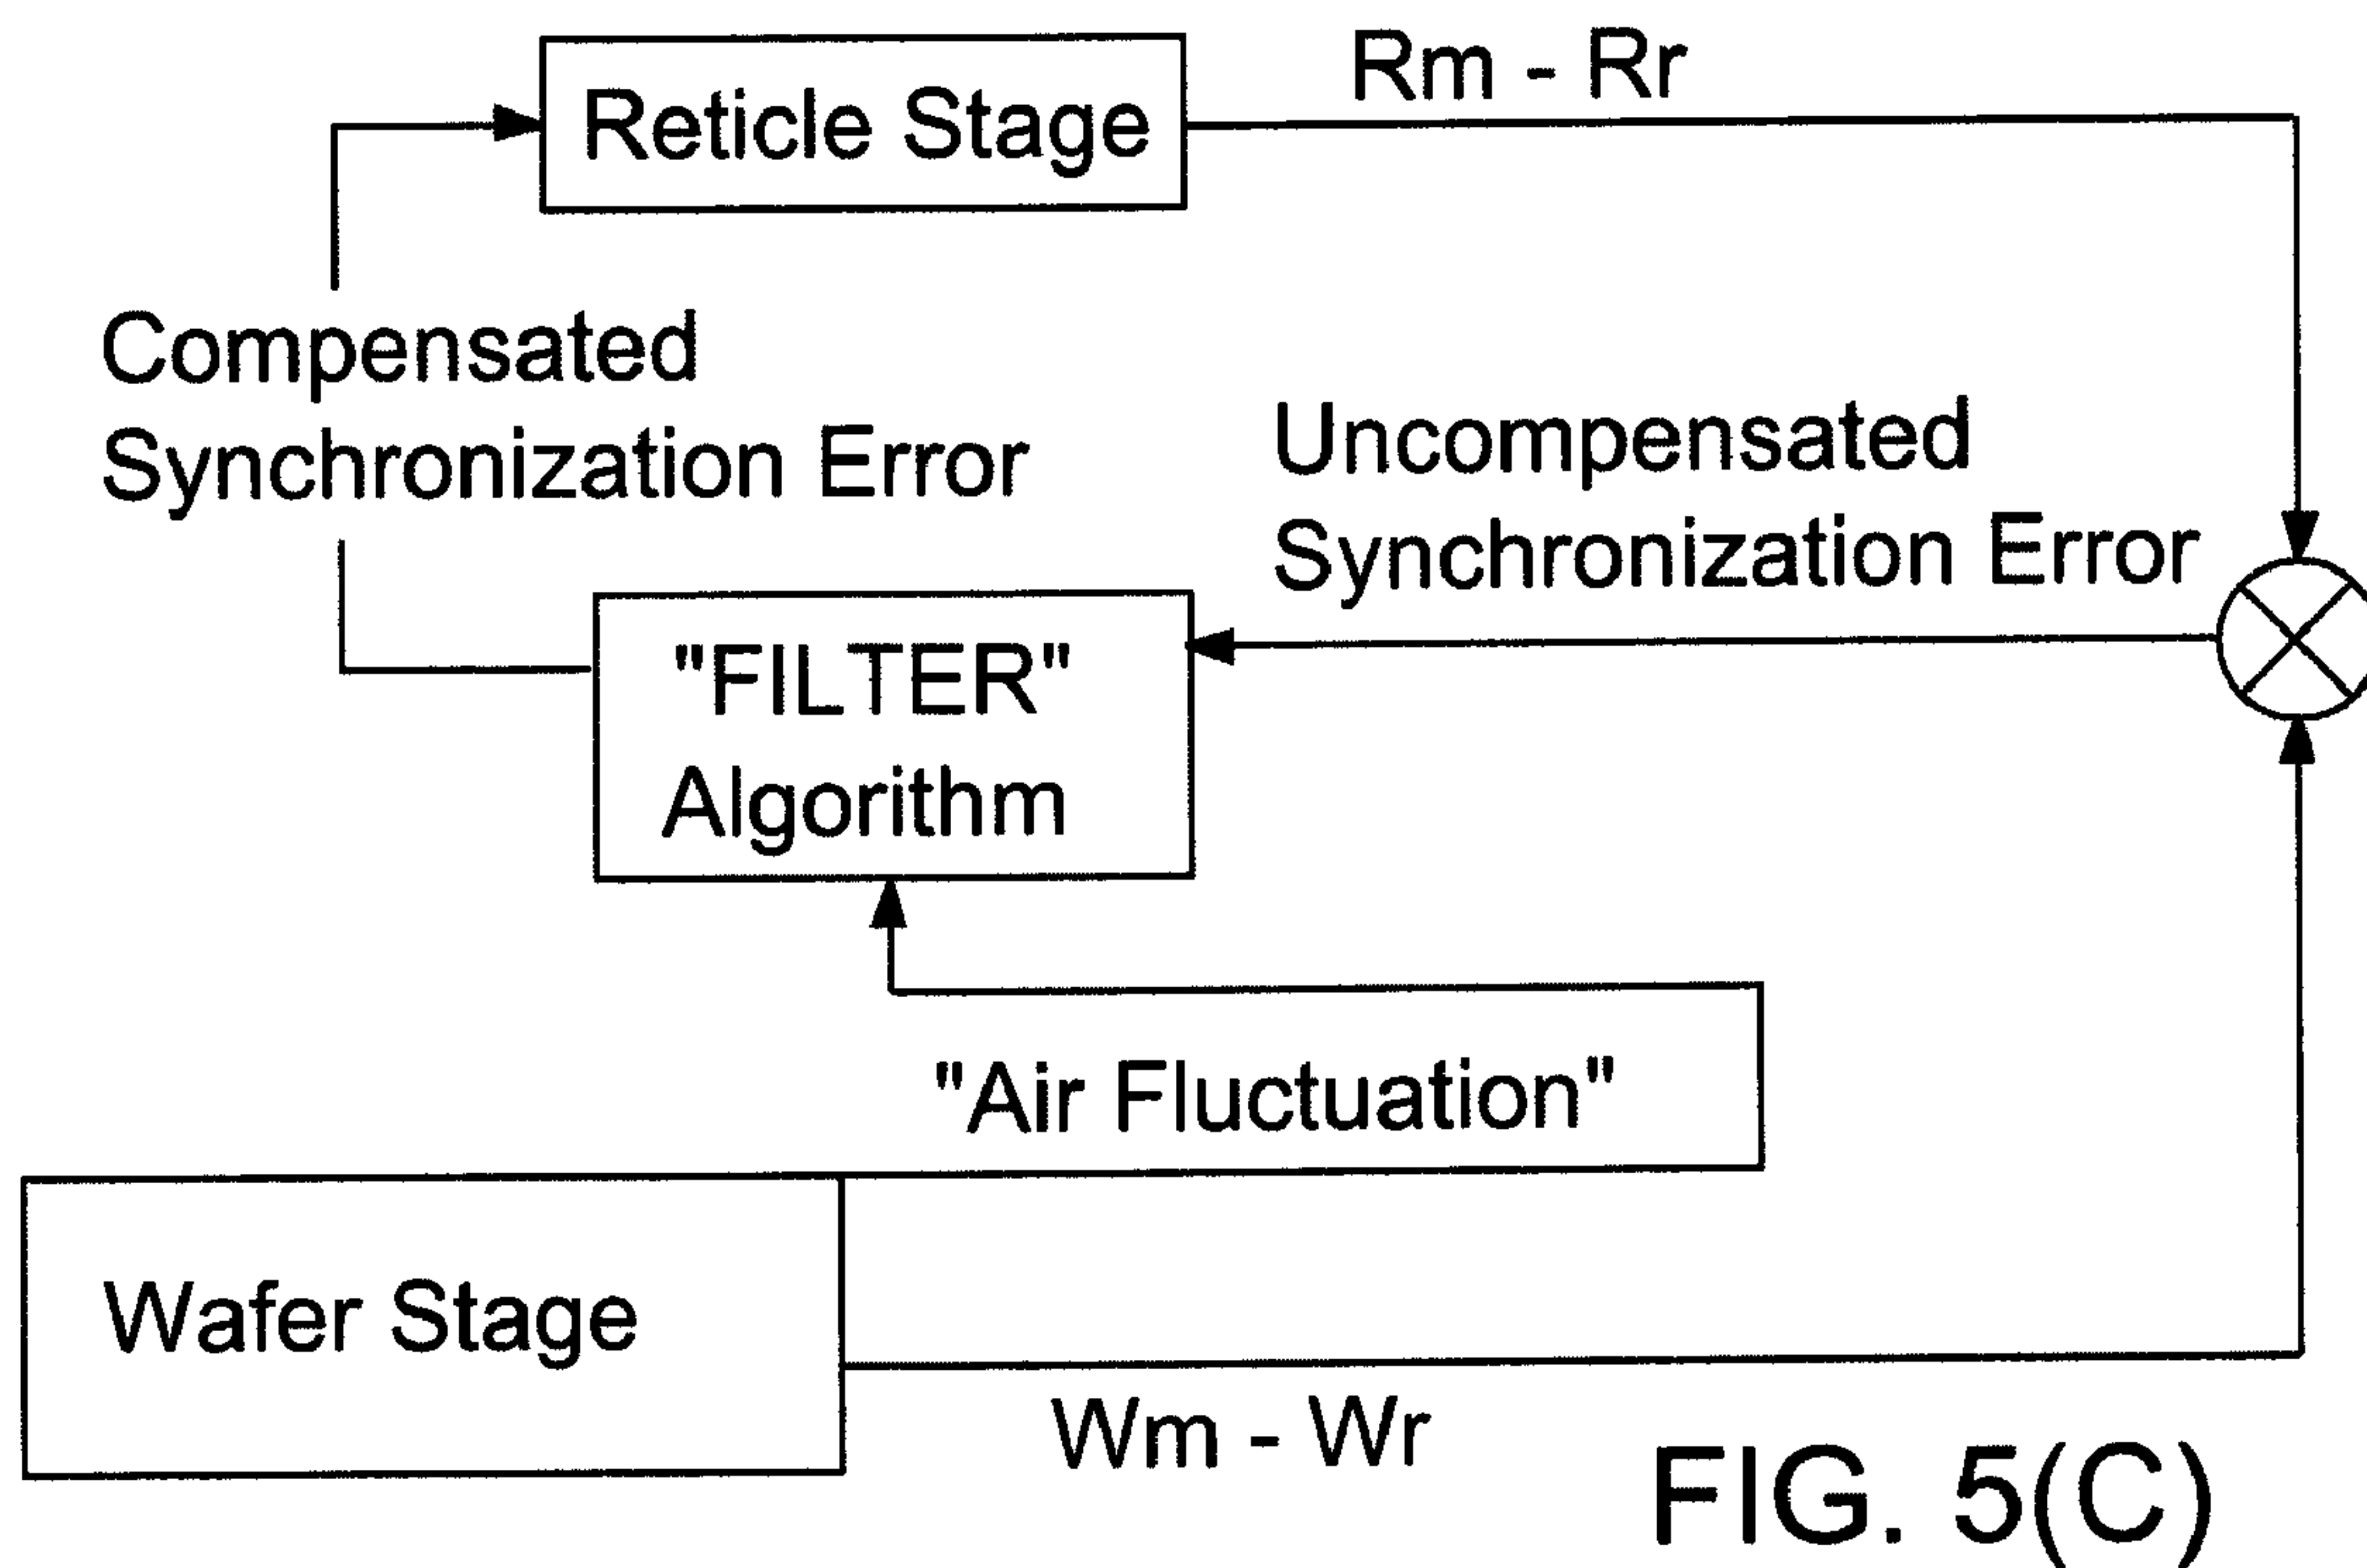 Rm - Rr
Reticle Stage
Compensated
Synchronization Error
Uncompensated
Synchronization Error
"FILTER"
Algorithm
"Air Fluctuation"
Wafer Stage
Wm - Wr
FIG. 5(C)